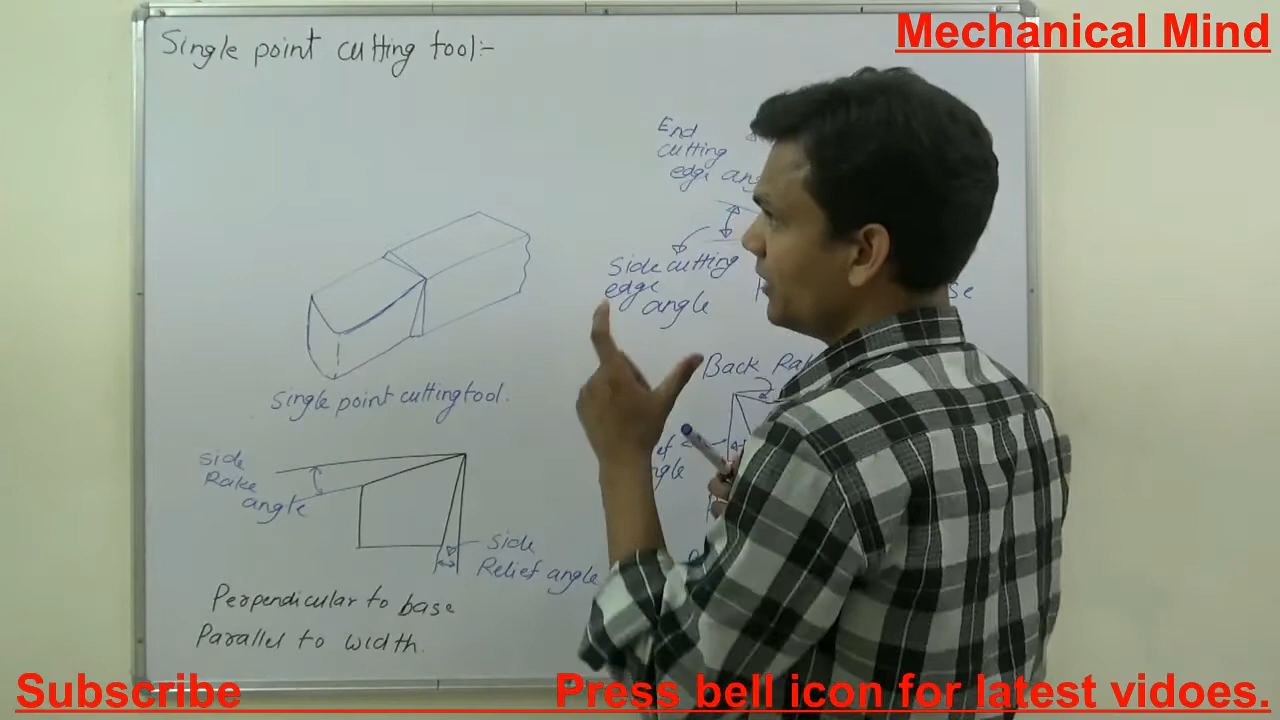 Mechanical Mind
Single point cutting tool:-
End
cutting
edge
Side cutting
edge
angle
Back
Single point cutting tool.
side
Rake
angle
side
Relief angle
Perpendicular to base
Parallel to width.
Subscribe
Press bell icon for latest vidoes.